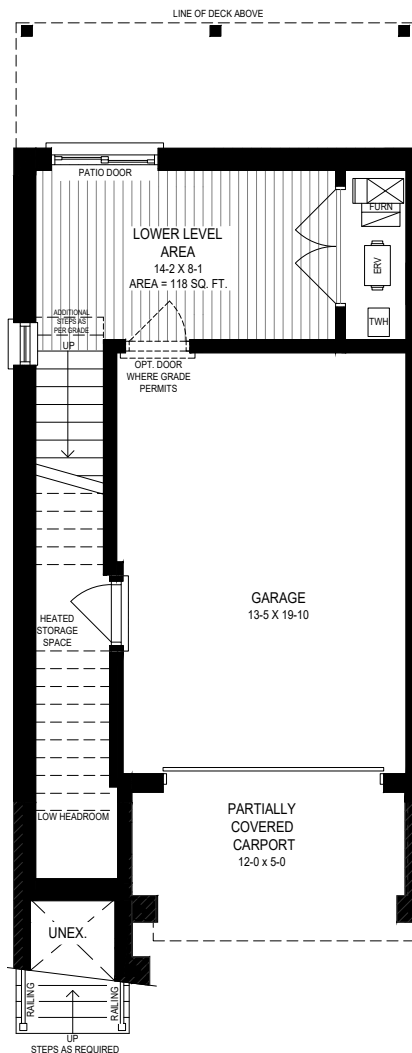 LINE OF DECK ABOVE
PATIO DOOR
LOWER LEVEL
AREA
14-2 X 8-1
AREA = 118 SQ. FT.
FURN
ERV
TWH
ADDITIONAL
STEPS AS
PER GRADE
UP
OPT. DOOR
WHERE GRADE
PERMITS
GARAGE
13-5 X 19-10
HEATED
STORAGE
SPACE
LOW HEADROOM
PARTIALLY
COVERED
CARPORT
12-0 x 5-0
UNEX.
RAILING
RAILING
UP
STEPS AS REQUIRED